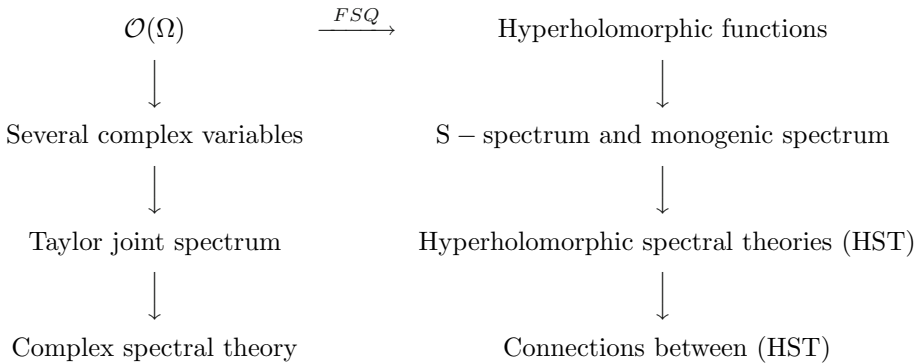 𝒪(Ω) FSQ Hyperholomorphic functions
Several complex variables S − spectrum and monogenic spectrum
Taylor joint spectrum Hyperholomorphic spectral theories (HST)
Complex spectral theory Connections between (HST)